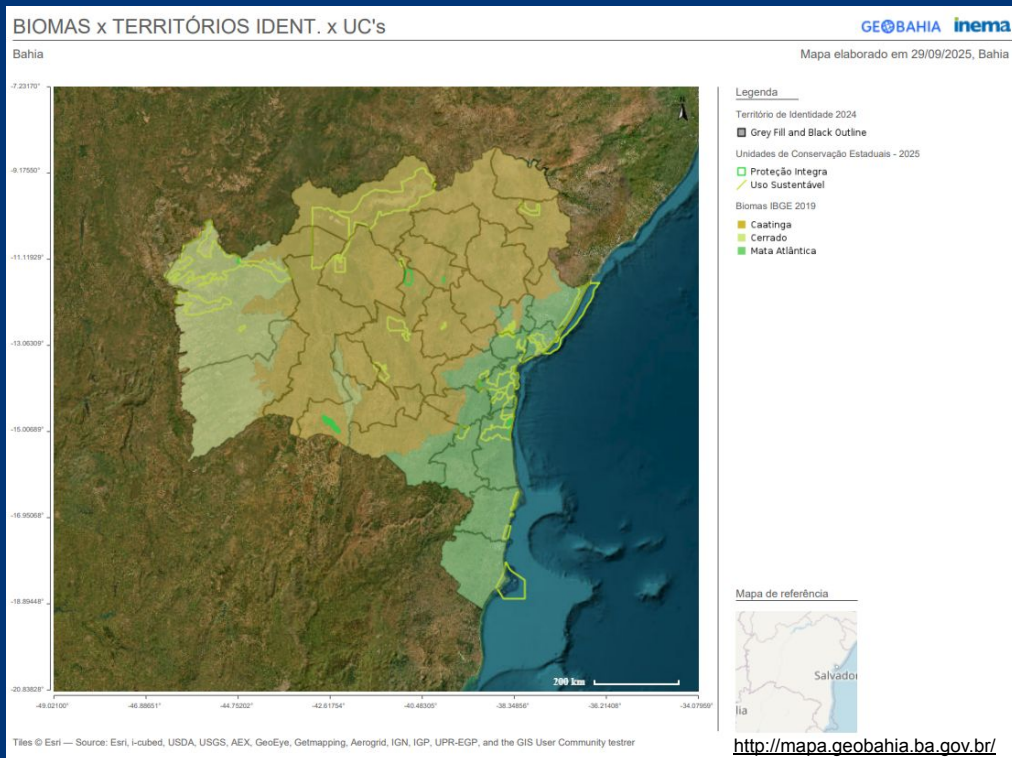 BIOMAS x TERRITÓRIOS IDENT. x UC's
GEOBAHIA inema
Bahia
Mapa elaborado em 29/09/2025, Bahia
Legenda
Território de Identidade 2024
Grey Fill and Black Outline
Unidades de Conservação Estaduais - 2025
Proteção Integra
Uso Sustentável
Biomas IBGE 2019
Caatinga
Cerrado
Mata Atlântica
-7.23170°
-9.17550°
-11.11929°
-13.06309°
-15.00689°
-16.95068°
-18.89448°
-20.83828°
200 km
-49.02100°
-46.88651°
-44.75202°
-42.61754°
-40.48305°
-38.34856°
-36.21408°
-34.07959°
Mapa de referência
Salvador
lia
Tiles © Esri — Source: Esri, i-cubed, USDA, USGS, AEX, GeoEye, Getmapping, Aerogrid, IGN, IGP, UPR-EGP, and the GIS User Community testrer
http://mapa.geobahia.ba.gov.br/